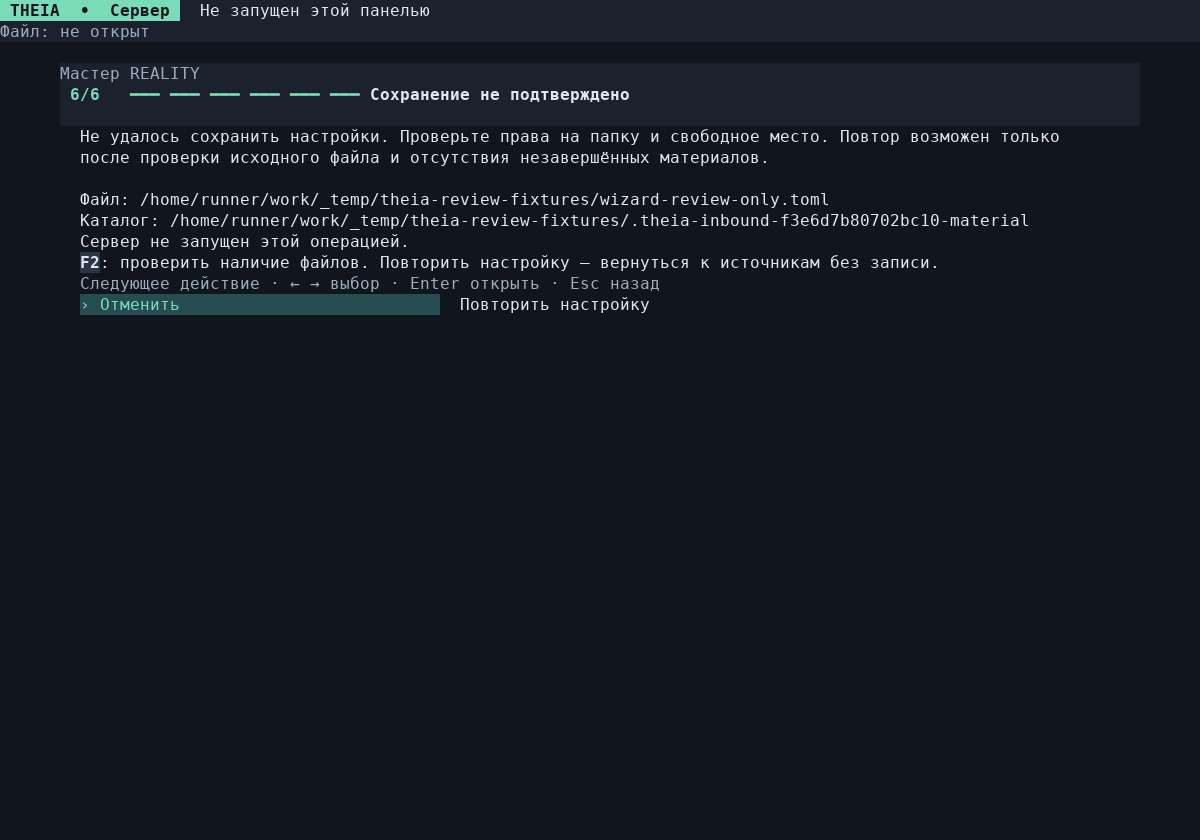 THEIA • Сервер Не запущен этой панелью
Файл: не открыт
Мастер REALITY
6/6 ━━━ ━━━ ━━━ ━━━ ━━━ ━━━ Сохранение не подтверждено
Не удалось сохранить настройки. Проверьте права на папку и свободное место. Повтор возможен только
после проверки исходного файла и отсутствия незавершённых материалов.
Файл: /home/runner/work/_temp/theia-review-fixtures/wizard-review-only.toml
Каталог: /home/runner/work/_temp/theia-review-fixtures/.theia-inbound-f3e6d7b80702bc10-material
Сервер не запущен этой операцией.
F2: проверить наличие файлов. Повторить настройку — вернуться к источникам без записи.
Следующее действие · ← → выбор · Enter открыть · Esc назад
› Отменить Повторить настройку